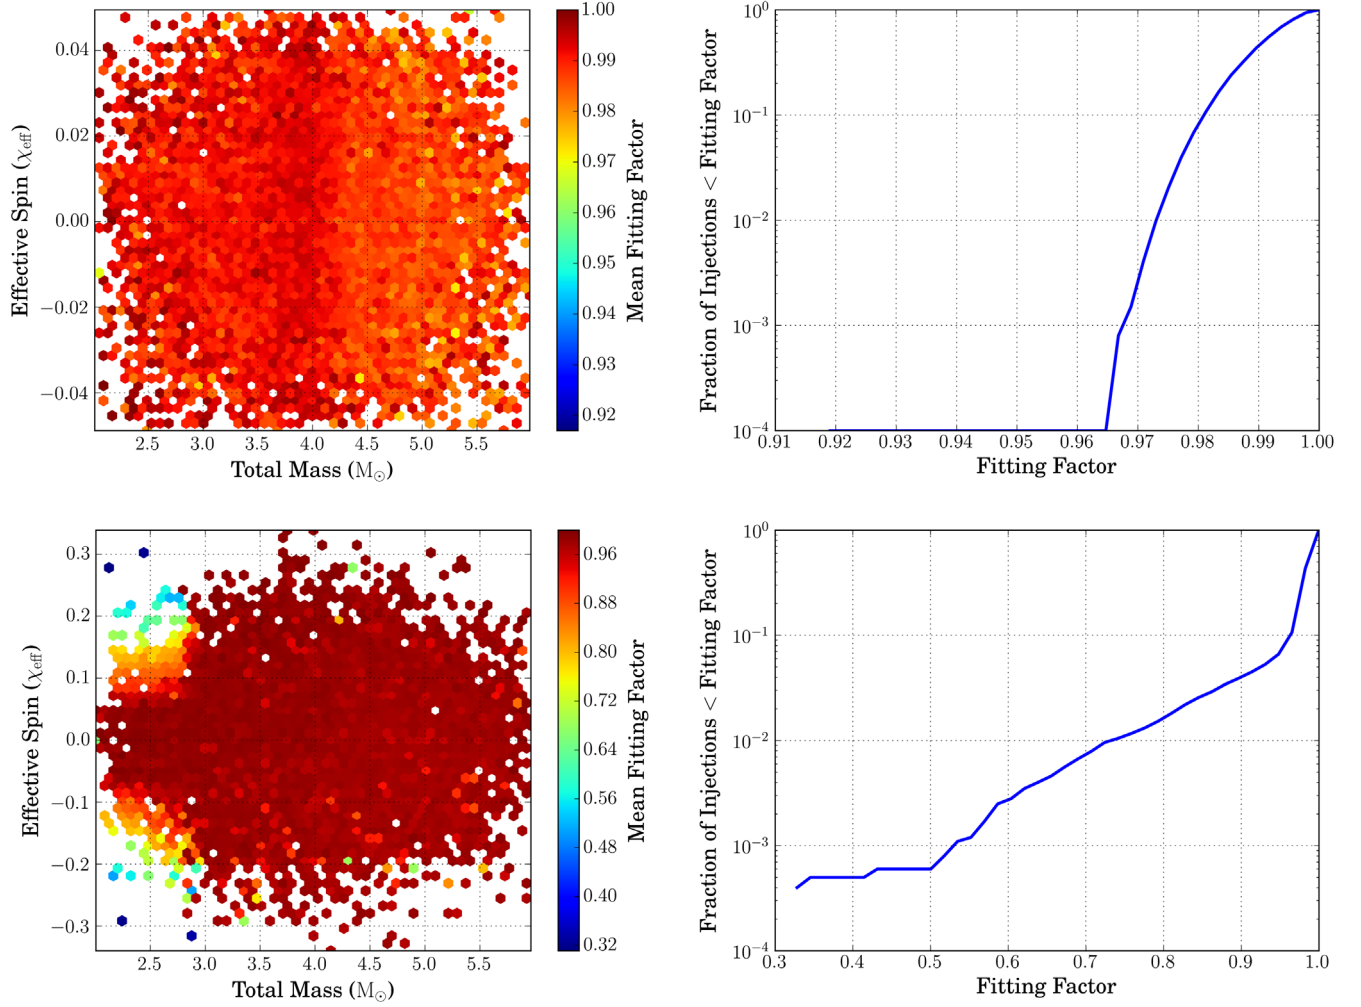 0.04
0.02
0.00
−0.02
−0.04
Effective Spin (χeff)
2.5 3.0 3.5 4.0 4.5 5.0 5.5
Total Mass (M⊙)
1.00
0.99
0.98
0.97
0.96
0.95
0.94
0.93
0.92
Mean Fitting Factor
10^0
10^−1
10^−2
10^−3
10^−4
Fraction of Injections < Fitting Factor
0.91 0.92 0.93 0.94 0.95 0.96 0.97 0.98 0.99 1.00
Fitting Factor
0.3
0.2
0.1
0.0
−0.1
−0.2
−0.3
Effective Spin (χeff)
2.5 3.0 3.5 4.0 4.5 5.0 5.5
Total Mass (M⊙)
0.96
0.88
0.80
0.72
0.64
0.56
0.48
0.40
0.32
Mean Fitting Factor
10^0
10^−1
10^−2
10^−3
10^−4
Fraction of Injections < Fitting Factor
0.3 0.4 0.5 0.6 0.7 0.8 0.9 1.0
Fitting Factor